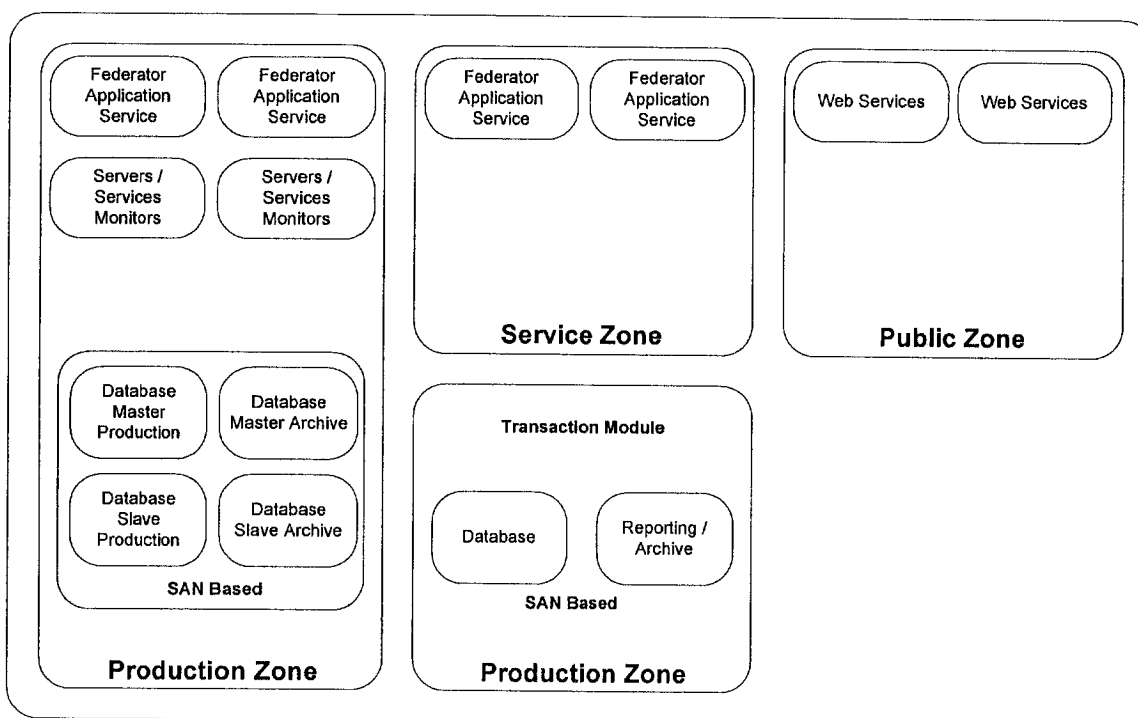 Federator
Application
Service
Federator
Application
Service
Servers /
Services
Monitors
Servers /
Services
Monitors
Database
Master
Production
Database
Master Archive
Database
Slave
Production
Database
Slave Archive
SAN Based
Production Zone
Federator
Application
Service
Federator
Application
Service
Service Zone
Transaction Module
Database
Reporting /
Archive
SAN Based
Production Zone
Web Services
Web Services
Public Zone